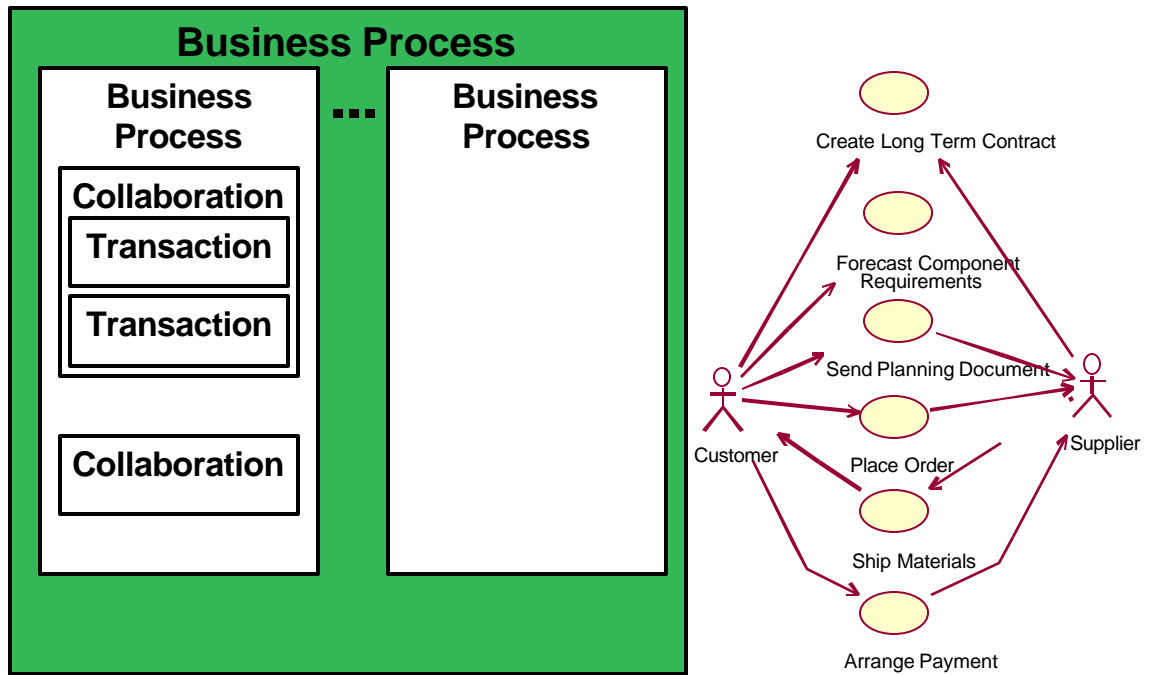 Business Process
Business
Process
...
Business
Process
Collaboration
Transaction
Transaction
Collaboration
Create Long Term Contract
Forecast Component
Requirements
Send Planning Document
Customer
Supplier
Place Order
Ship Materials
Arrange Payment